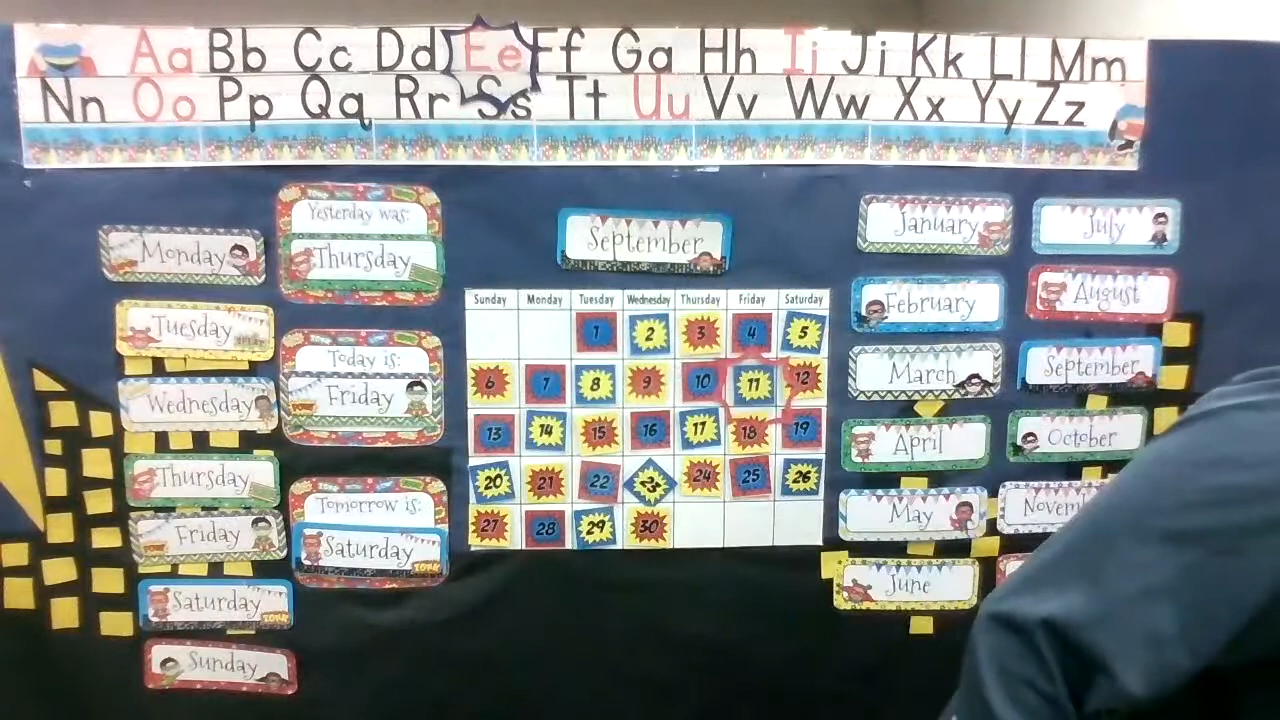 Aa Bb Cc Dd Ee Ff Gg Hh Ii Jj Kk Ll Mm
Nn Oo Pp Qq Rr Ss Tt Uu Vv Ww Xx Yy Zz
Monday
Tuesday
Wednesday
Thursday
Friday
Saturday
Sunday
Yesterday was:
Thursday
Today is:
Friday
Tomorrow is:
Saturday
September
Sunday Monday Tuesday Wednesday Thursday Friday Saturday
1 2 3 4 5
6 7 8 9 10 11 12
13 14 15 16 17 18 19
20 21 22 23 24 25 26
27 28 29 30
January
February
March
April
May
June
July
August
September
October
Novem